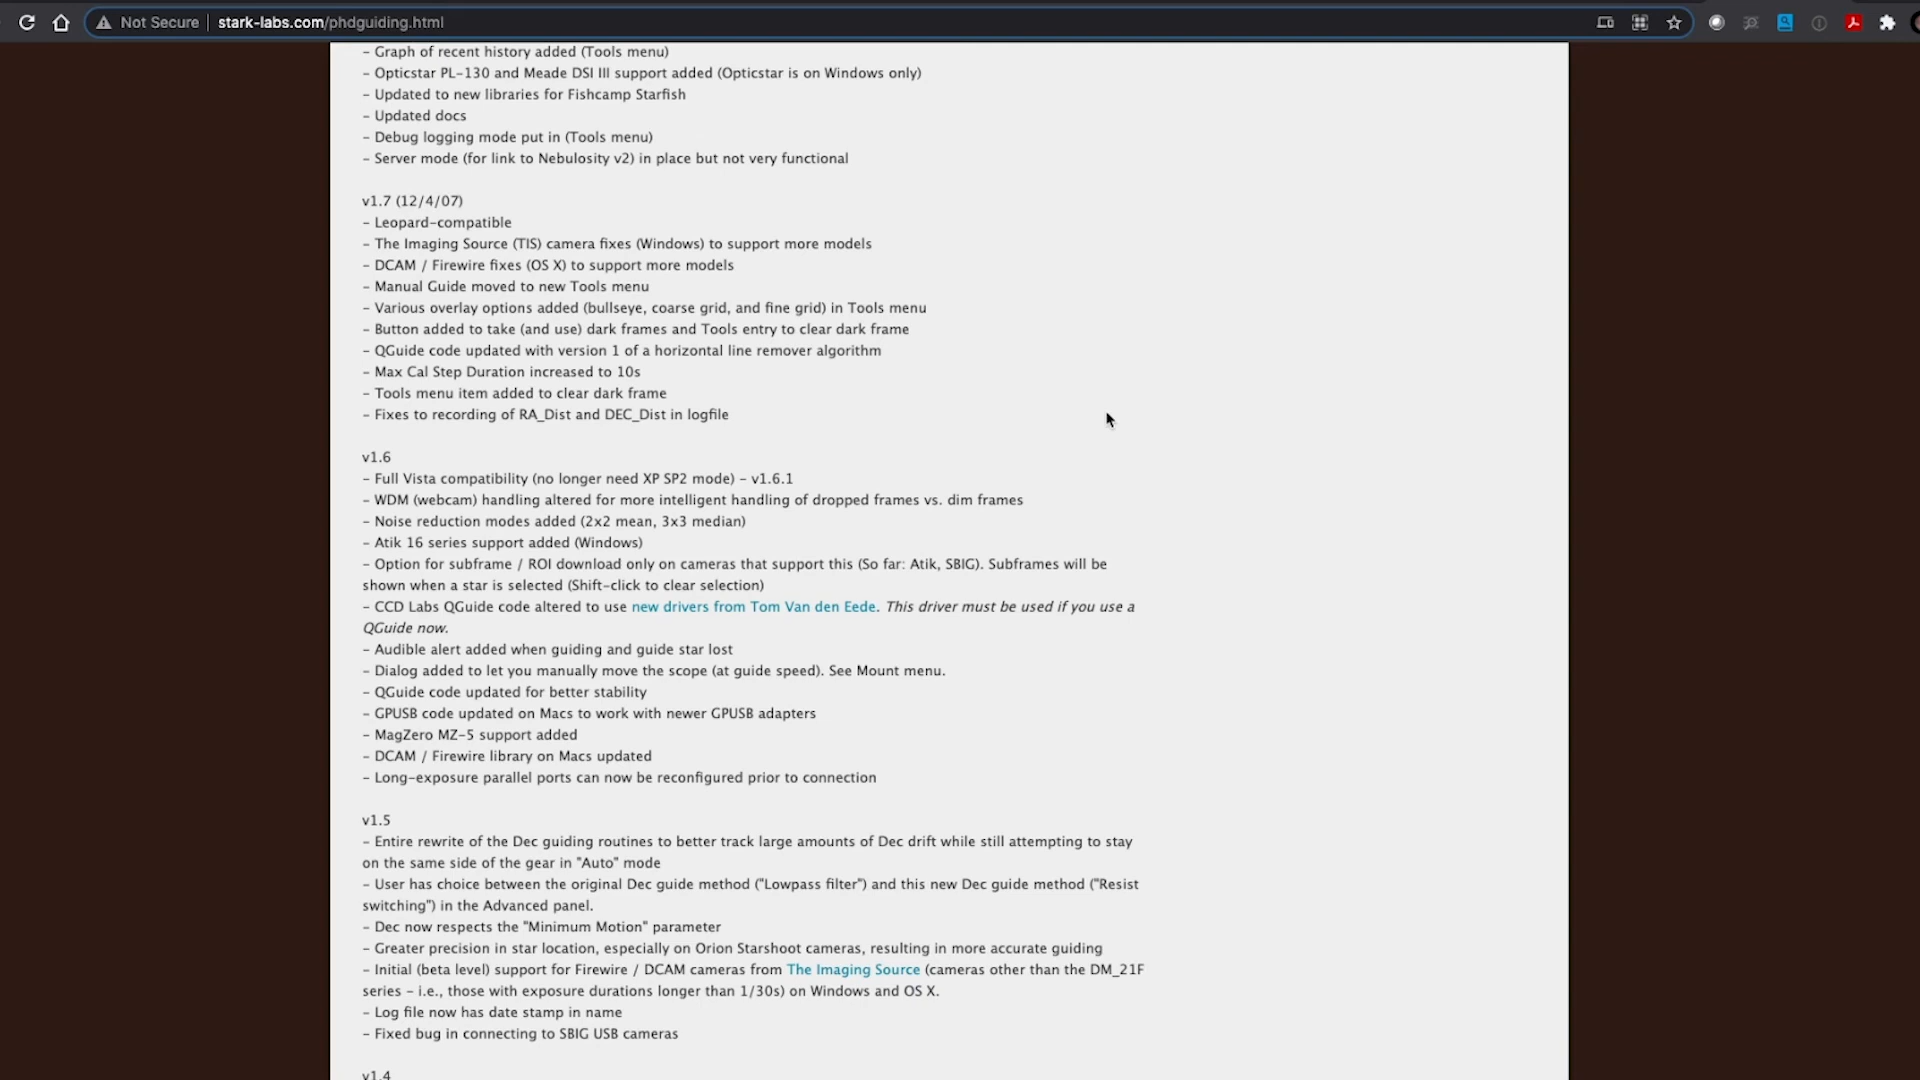 Not Secure | stark-labs.com/phdguiding.html
- Graph of recent history added (Tools menu)
- Opticstar PL-130 and Meade DSI III support added (Opticstar is on Windows only)
- Updated to new libraries for Fishcamp Starfish
- Updated docs
- Debug logging mode put in (Tools menu)
- Server mode (for link to Nebulosity v2) in place but not very functional
v1.7 (12/4/07)
- Leopard-compatible
- The Imaging Source (TIS) camera fixes (Windows) to support more models
- DCAM / Firewire fixes (OS X) to support more models
- Manual Guide moved to new Tools menu
- Various overlay options added (bullseye, coarse grid, and fine grid) in Tools menu
- Button added to take (and use) dark frames and Tools entry to clear dark frame
- QGuide code updated with version 1 of a horizontal line remover algorithm
- Max Cal Step Duration increased to 10s
- Tools menu item added to clear dark frame
- Fixes to recording of RA_Dist and DEC_Dist in logfile
v1.6
- Full Vista compatibility (no longer need XP SP2 mode) - v1.6.1
- WDM (webcam) handling altered for more intelligent handling of dropped frames vs. dim frames
- Noise reduction modes added (2x2 mean, 3x3 median)
- Atik 16 series support added (Windows)
- Option for subframe / ROI download only on cameras that support this (So far: Atik, SBIG). Subframes will be
shown when a star is selected (Shift-click to clear selection)
- CCD Labs QGuide code altered to use new drivers from Tom Van den Eede. This driver must be used if you use a
QGuide now.
- Audible alert added when guiding and guide star lost
- Dialog added to let you manually move the scope (at guide speed). See Mount menu.
- QGuide code updated for better stability
- GPUSB code updated on Macs to work with newer GPUSB adapters
- MagZero MZ-5 support added
- DCAM / Firewire library on Macs updated
- Long-exposure parallel ports can now be reconfigured prior to connection
v1.5
- Entire rewrite of the Dec guiding routines to better track large amounts of Dec drift while still attempting to stay
on the same side of the gear in "Auto" mode
- User has choice between the original Dec guide method ("Lowpass filter") and this new Dec guide method ("Resist
switching") in the Advanced panel.
- Dec now respects the "Minimum Motion" parameter
- Greater precision in star location, especially on Orion Starshoot cameras, resulting in more accurate guiding
- Initial (beta level) support for Firewire / DCAM cameras from The Imaging Source (cameras other than the DM_21F
series - i.e., those with exposure durations longer than 1/30s) on Windows and OS X.
- Log file now has date stamp in name
- Fixed bug in connecting to SBIG USB cameras
v1.4